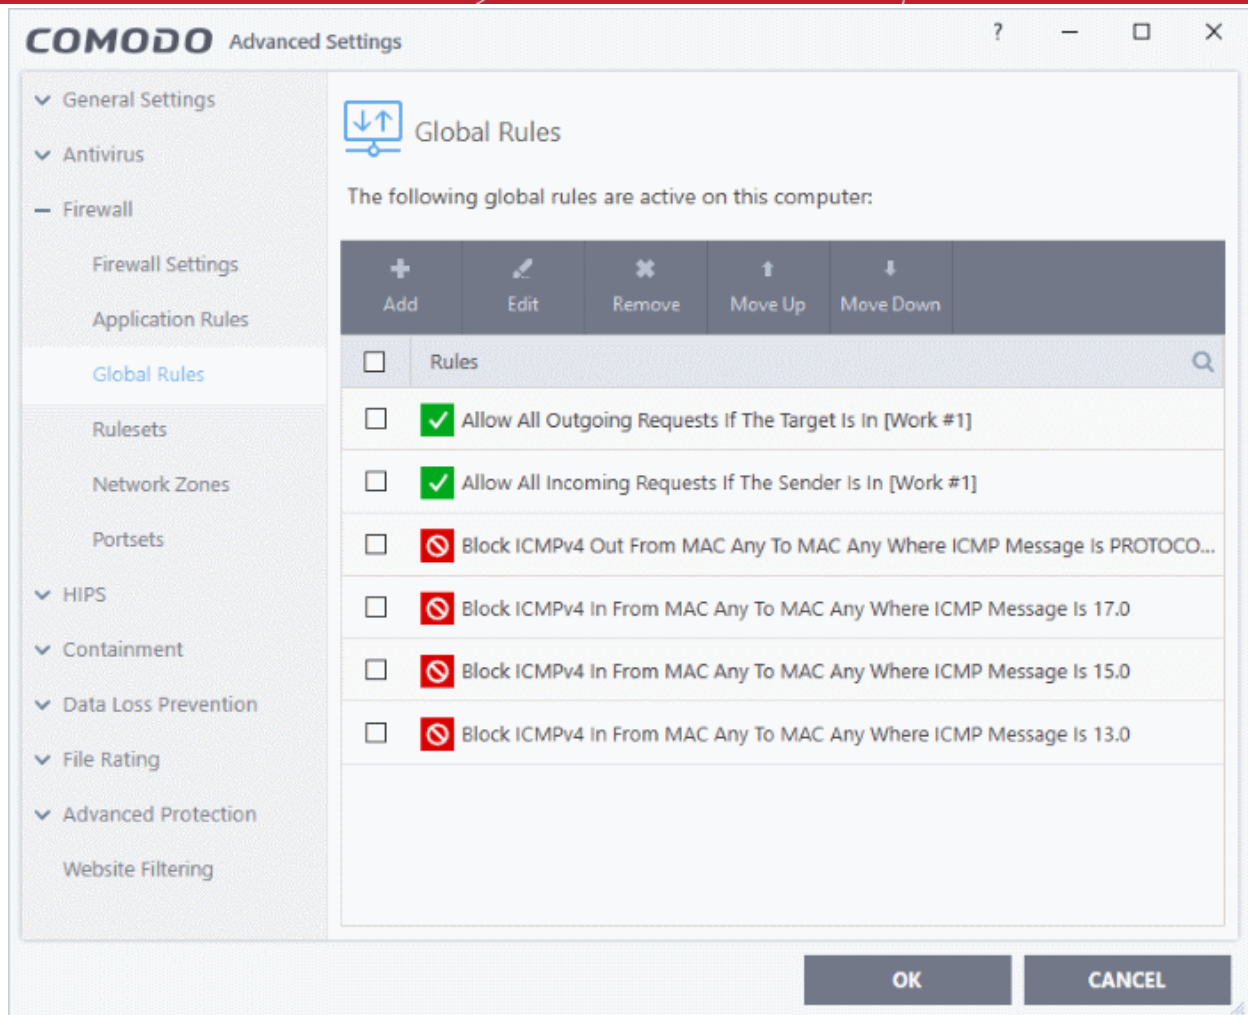 COMODO Advanced Settings ?
General Settings
Antivirus
Firewall
Firewall Settings
Application Rules
Global Rules
Rulesets
Network Zones
Portsets
HIPS
Containment
Data Loss Prevention
File Rating
Advanced Protection
Website Filtering
Global Rules
The following global rules are active on this computer:
Add Edit Remove Move Up Move Down
Rules
Allow All Outgoing Requests If The Target Is In [Work #1]
Allow All Incoming Requests If The Sender Is In [Work #1]
Block ICMPv4 Out From MAC Any To MAC Any Where ICMP Message Is PROTOCO...
Block ICMPv4 In From MAC Any To MAC Any Where ICMP Message Is 17.0
Block ICMPv4 In From MAC Any To MAC Any Where ICMP Message Is 15.0
Block ICMPv4 In From MAC Any To MAC Any Where ICMP Message Is 13.0
OK CANCEL